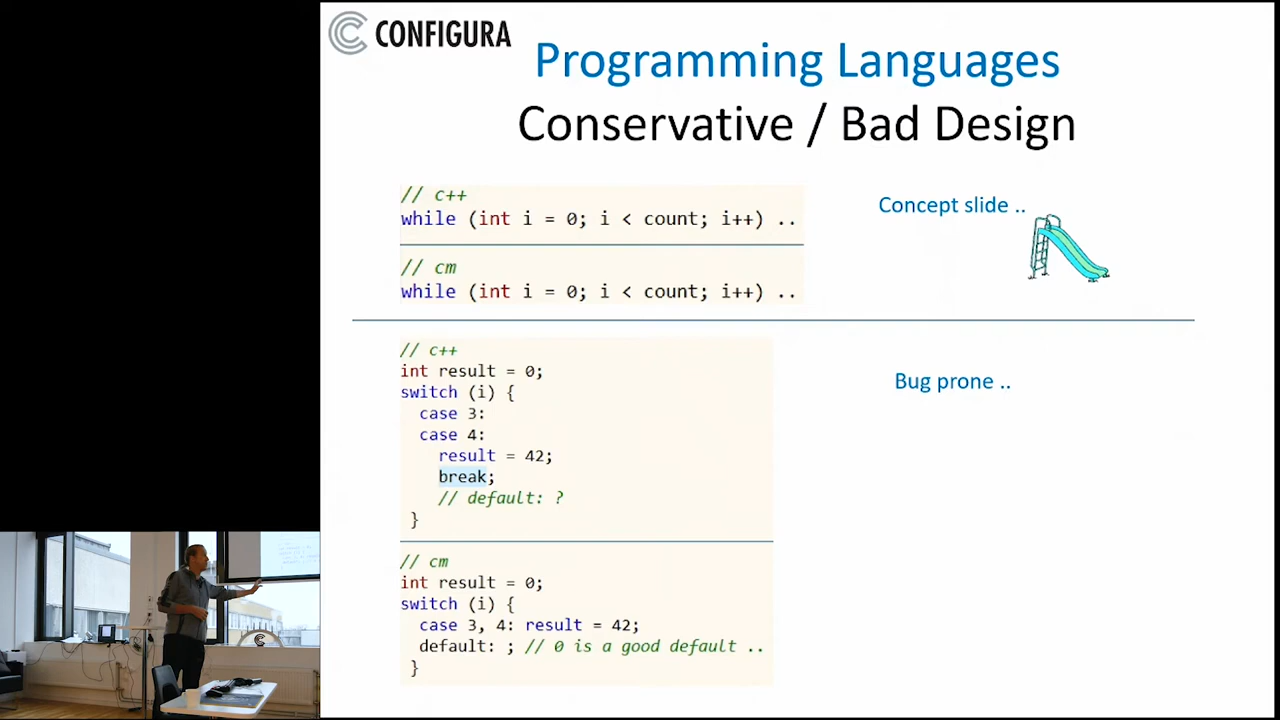 CONFIGURA
Programming Languages
Conservative / Bad Design
// c++
while (int i = 0; i < count; i++) ..
Concept slide ..
// cm
while (int i = 0; i < count; i++) ..
// c++
int result = 0;
switch (i) {
case 3:
case 4:
result = 42;
break;
// default: ?
}
Bug prone ..
// cm
int result = 0;
switch (i) {
case 3, 4: result = 42;
default: ; // 0 is a good default ..
}